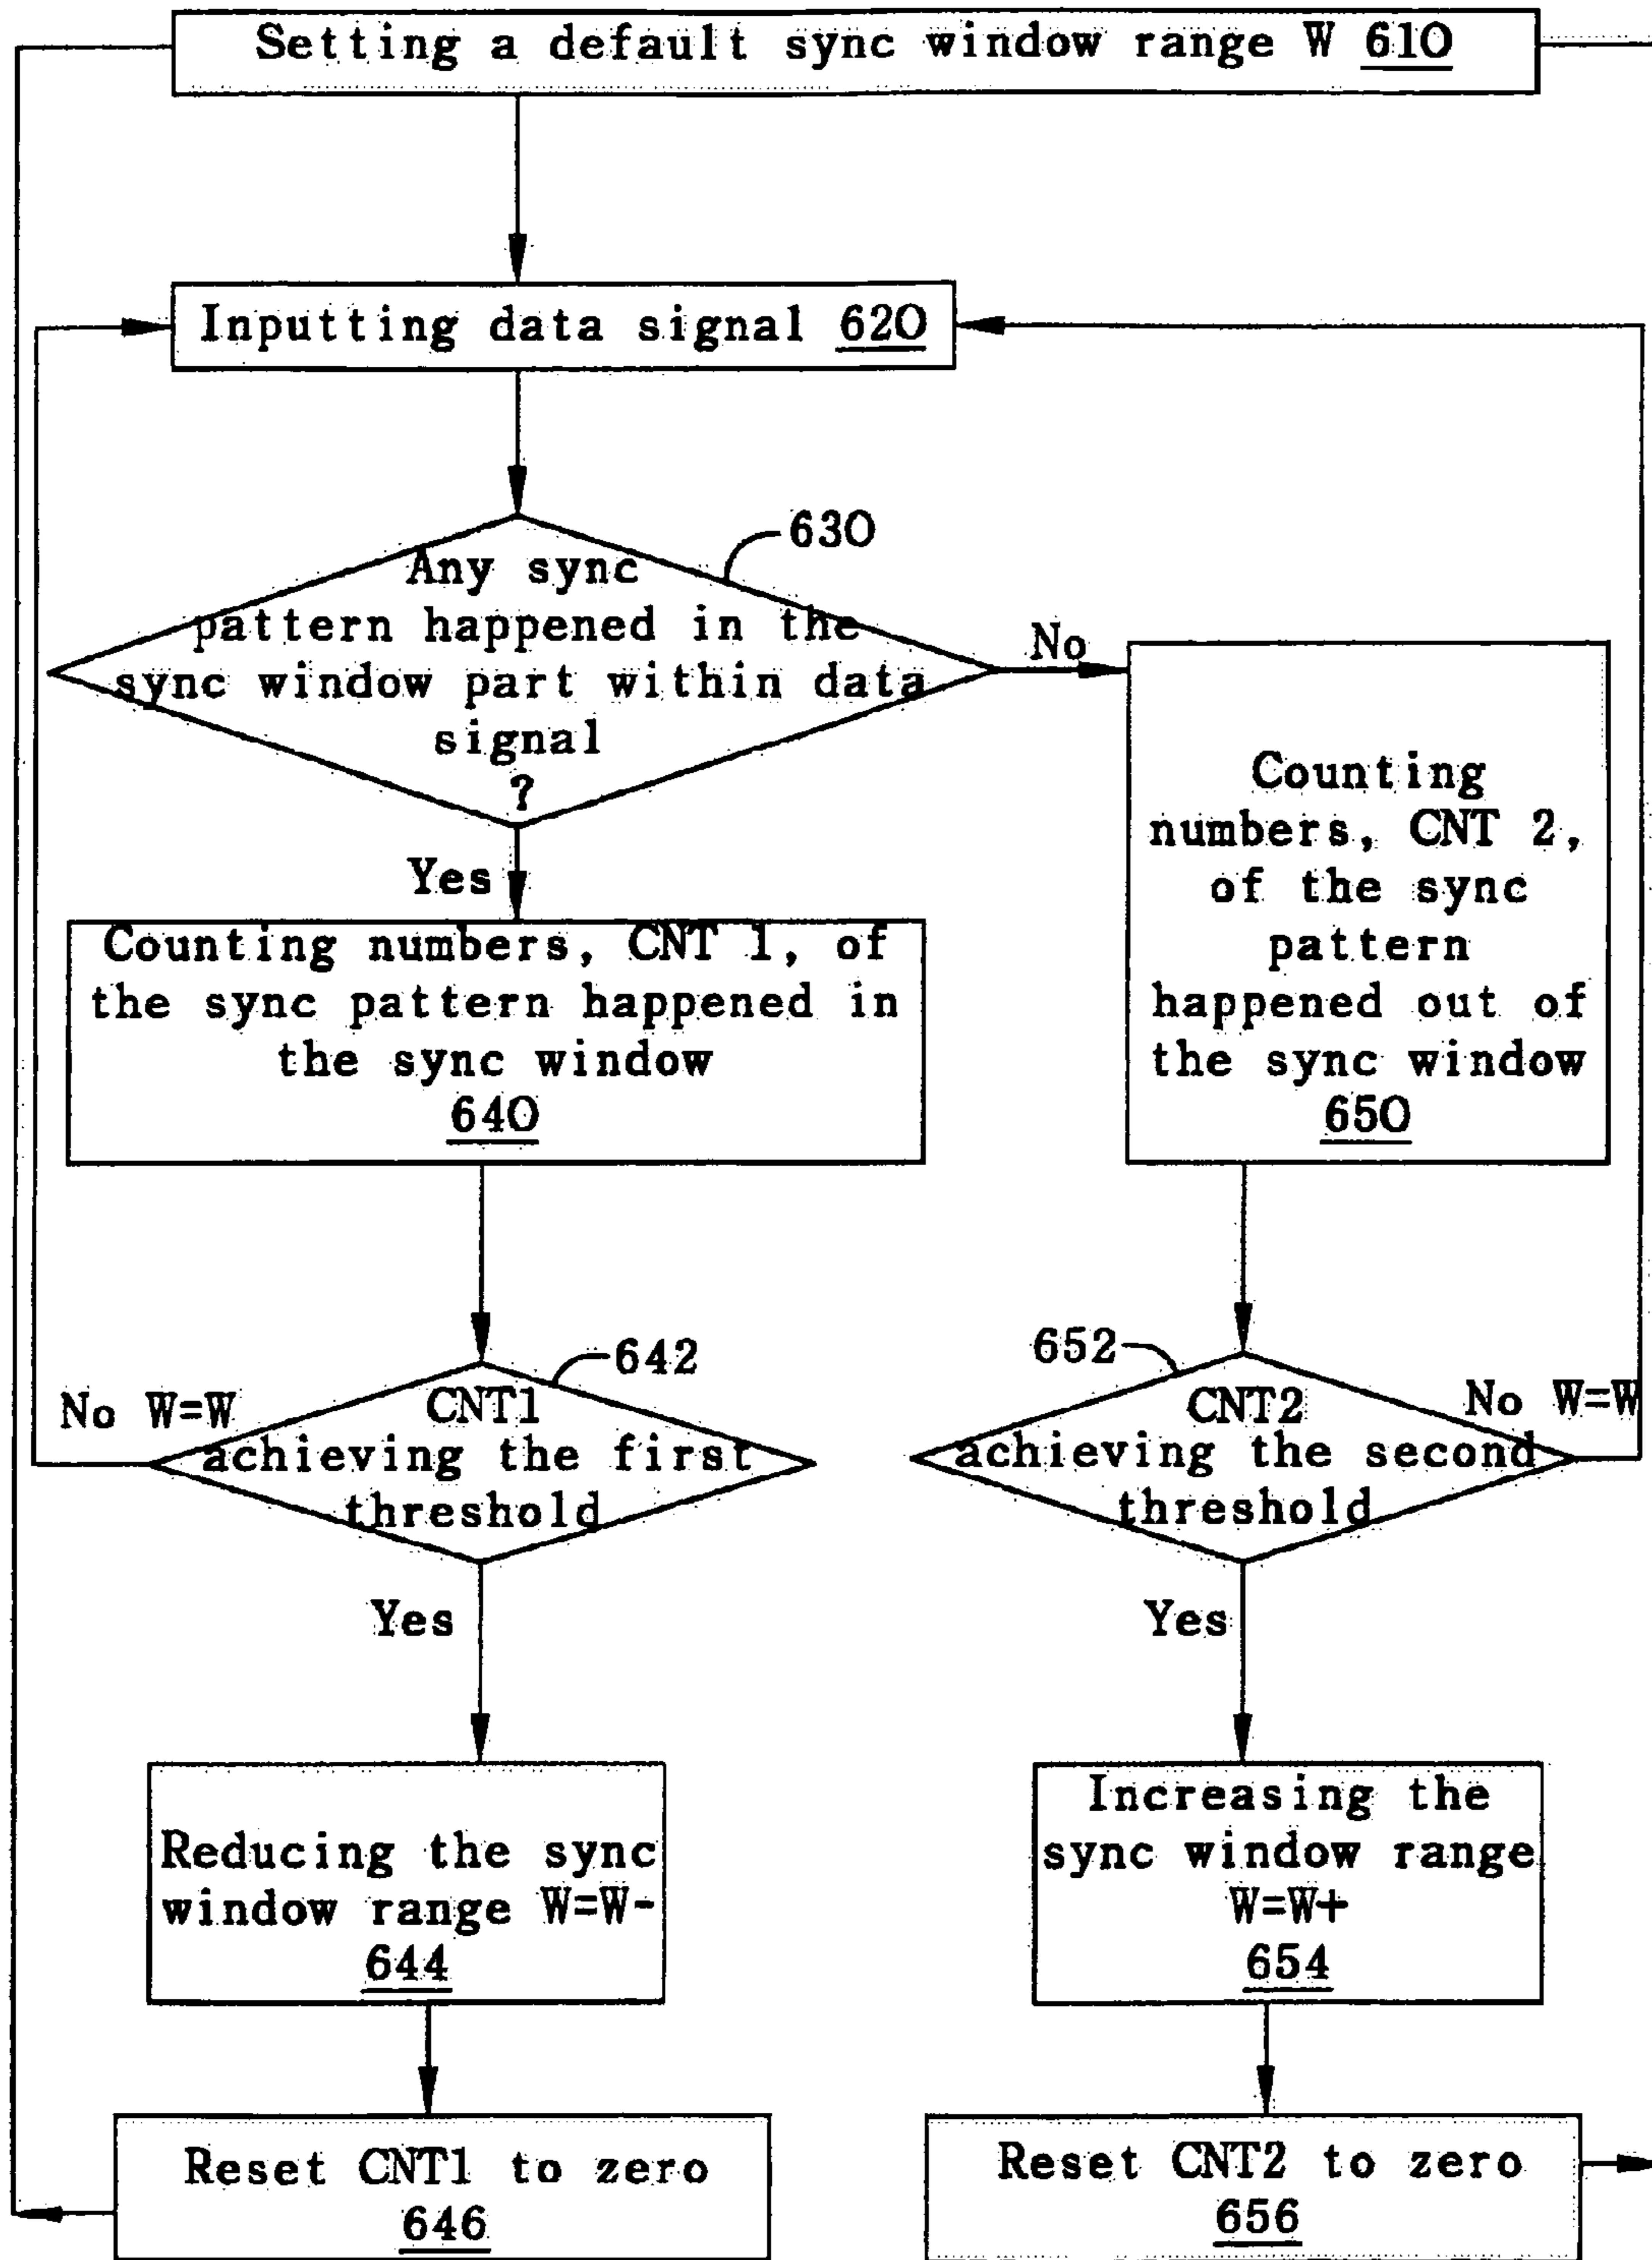 Setting a default sync window range W 610
Inputting data signal 620
630
Any sync
pattern happened in the
sync window part within data
signal
?
No
Yes
Counting numbers, CNT 1, of
the sync pattern happened in
the sync window
640
Counting
numbers, CNT 2,
of the sync
pattern
happened out of
the sync window
650
642
No W=W
CNT1
achieving the first
threshold
Yes
652
No W=W
CNT2
achieving the second
threshold
Yes
Reducing the sync
window range W=W-
644
Increasing the
sync window range
W=W+
654
Reset CNT1 to zero
646
Reset CNT2 to zero
656